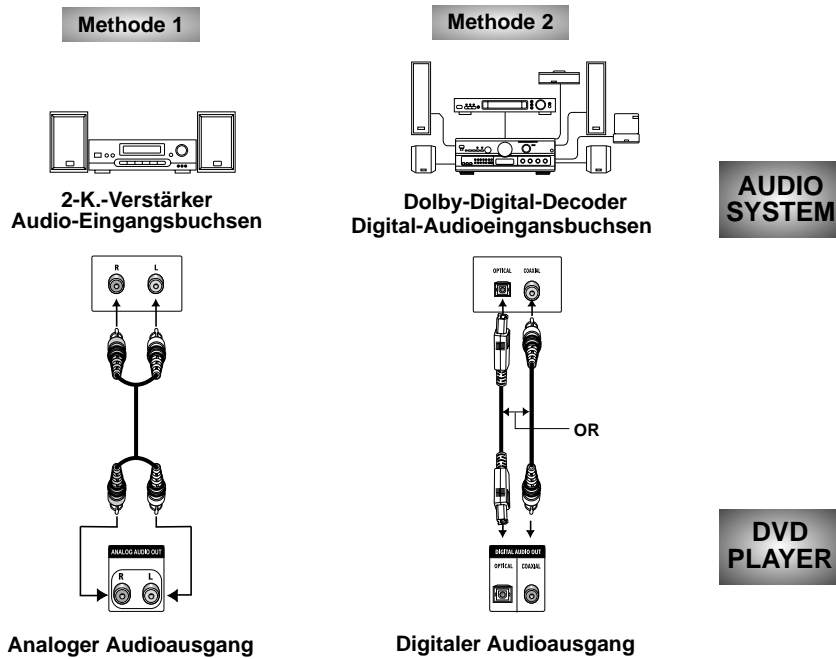 Methode 1
Methode 2
2-K.-Verstärker
Audio-Eingangsbuchsen
Dolby-Digital-Decoder
Digital-Audioeingansbuchsen
AUDIO
SYSTEM
R L
OPTICAL COAXIAL
OR
ANALOG AUDIO OUT
R L
DIGITAL AUDIO OUT
OPTICAL COAXIAL
DVD
PLAYER
Analoger Audioausgang
Digitaler Audioausgang